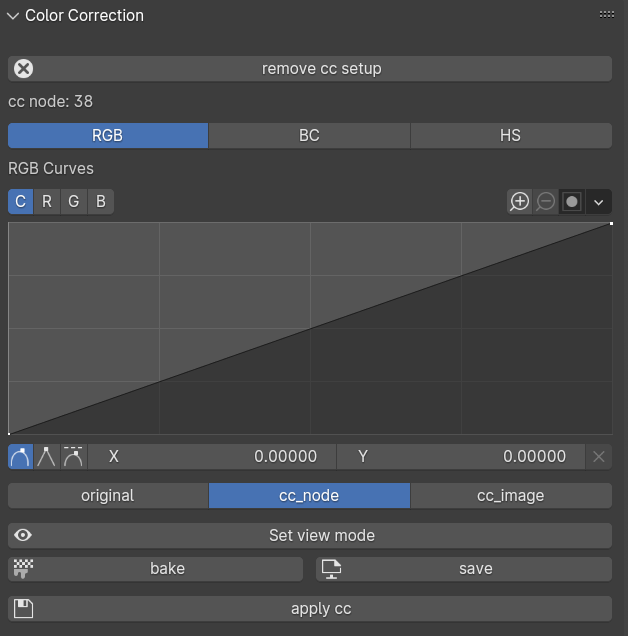 Color Correction
remove cc setup
cc node: 38
RGB BC HS
RGB Curves
C R G B
X 0.00000 Y 0.00000
original cc_node cc_image
Set view mode
bake save
apply cc